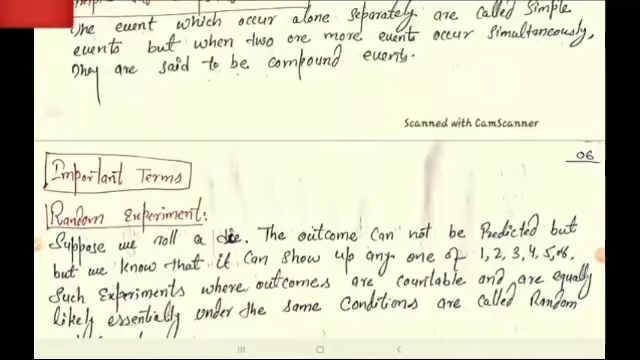 The event which occur alone separately are called Simple
events but when two ore more event occur simultaneously,
They are said to be compound events.
Scanned with CamScanner
06
Important Terms
Random Experiment:
Suppose we roll a die. The outcome can not be Predicted but
but we know that it can show up any one of 1, 2, 3, 4, 5, or 6.
Such Experiments where outcomes are countable and are equally
likely essentially under the same conditions are called Random